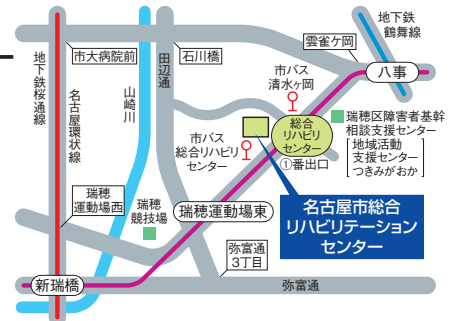 地下鉄
鶴舞線
市大病院前
石川橋
雲雀ケ岡
八事
地下鉄桜通線
名古屋環状線
山崎川
田辺通
市バス
清水ヶ岡
総合
リハビリ
センター
①番出口
瑞穂区障害者基幹
相談支援センター
地域活動
支援センター
つきみがおか
市バス
総合リハビリ
センター
瑞穂
運動場西
瑞穂
競技場
瑞穂運動場東
名古屋市総合
リハビリテーション
センター
弥富通
3丁目
新瑞橋
弥富通